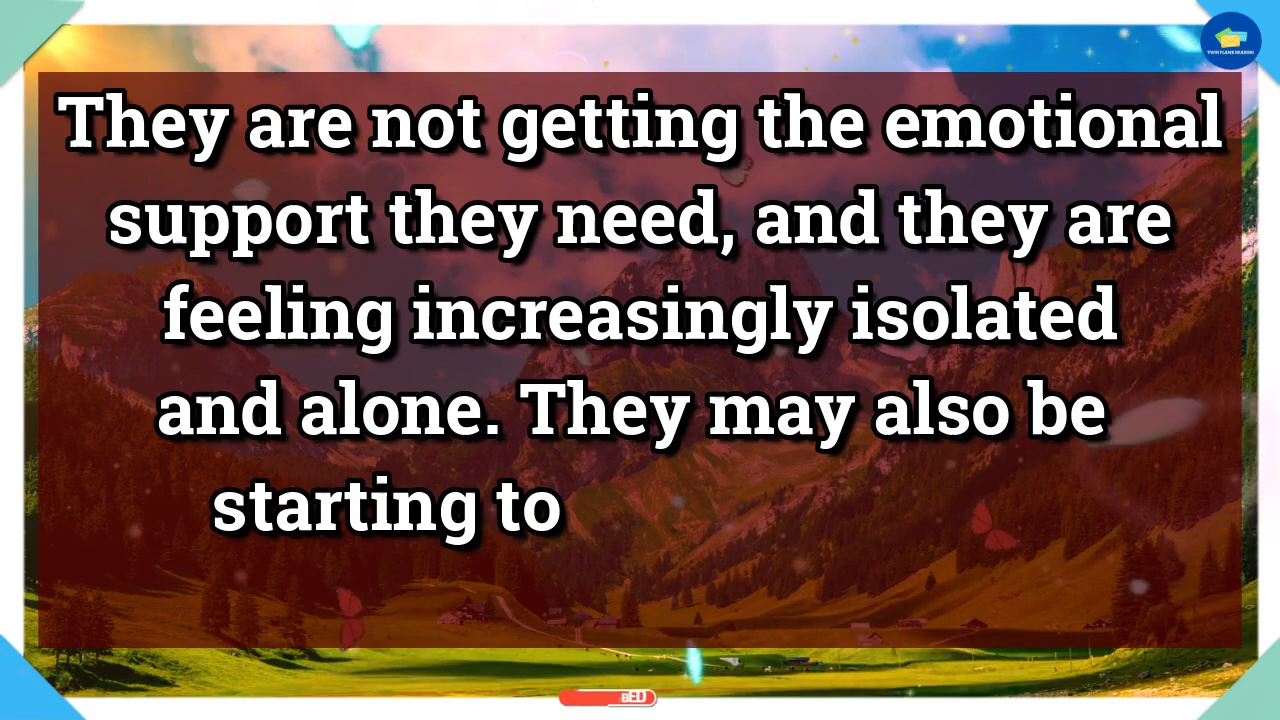 They are not getting the emotional
support they need, and they are
feeling increasingly isolated
and alone. They may also be
starting to
BED